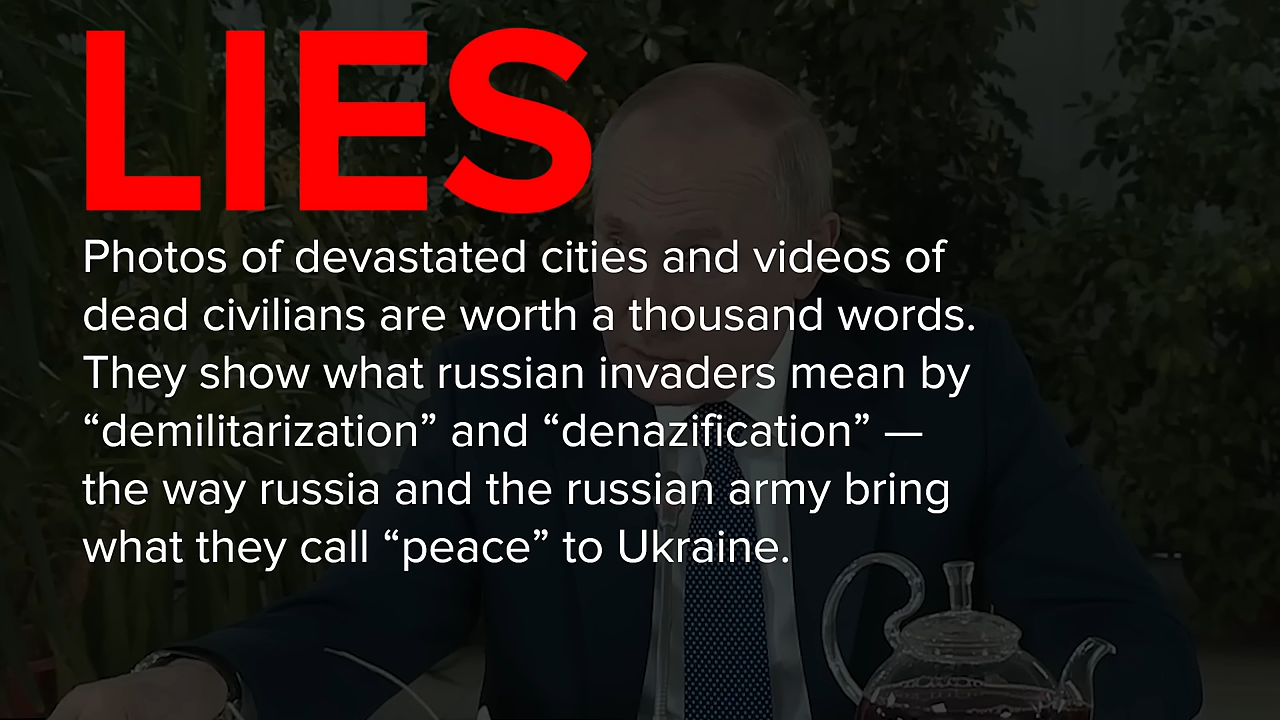 LIES
Photos of devastated cities and videos of
dead civilians are worth a thousand words.
They show what russian invaders mean by
“demilitarization” and “denazification” —
the way russia and the russian army bring
what they call “peace” to Ukraine.